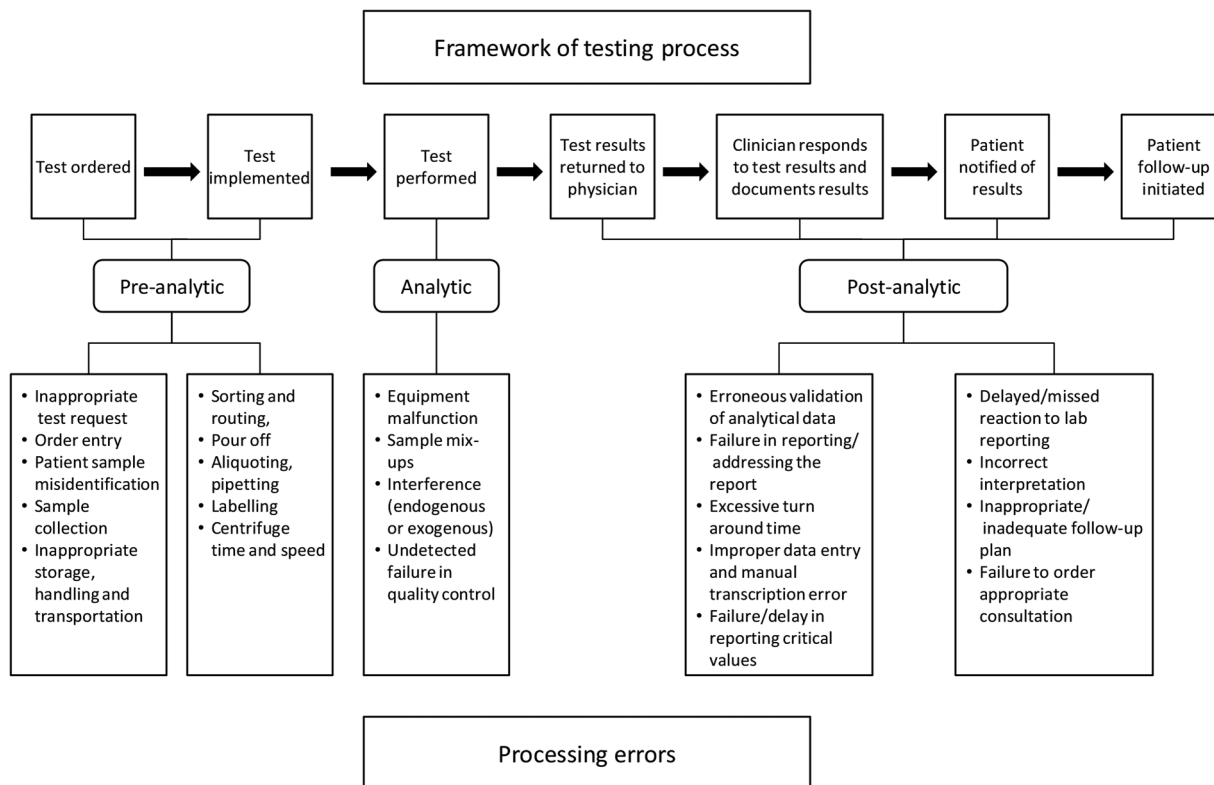 Framework of testing process
Test ordered
Test
implemented
Test
performed
Test results
returned to
physician
Clinician responds
to test results and
documents results
Patient
notified of
results
Patient
follow-up
initiated
Pre-analytic
Analytic
Post-analytic
• Inappropriate
test request
• Order entry
• Patient sample
misidentification
• Sample
collection
• Inappropriate
storage,
handling and
transportation
• Sorting and
routing,
• Pour off
• Aliquoting,
pipetting
• Labelling
• Centrifuge
time and speed
• Equipment
malfunction
• Sample mix-
ups
• Interference
(endogenous
or exogenous)
• Undetected
failure in
quality control
• Erroneous validation
of analytical data
• Failure in reporting/
addressing the
report
• Excessive turn
around time
• Improper data entry
and manual
transcription error
• Failure/delay in
reporting critical
values
• Delayed/missed
reaction to lab
reporting
• Incorrect
interpretation
• Inappropriate/
inadequate follow-up
plan
• Failure to order
appropriate
consultation
Processing errors